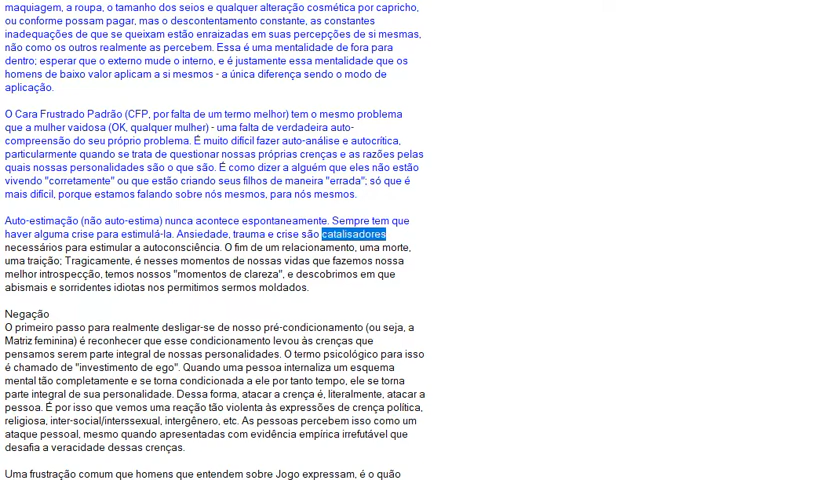 maquiagem, a roupa, o tamanho dos seios e qualquer alteração cosmética por capricho,
ou conforme possam pagar, mas o descontentamento constante, as constantes
inadequações de que se queixam estão enraizadas em suas percepções de si mesmas,
não como os outros realmente as percebem. Essa é uma mentalidade de fora para
dentro; esperar que o externo mude o interno, e é justamente essa mentalidade que os
homens de baixo valor aplicam a si mesmos - a única diferença sendo o modo de
aplicação.
O Cara Frustrado Padrão (CFP, por falta de um termo melhor) tem o mesmo problema
que a mulher vaidosa (OK, qualquer mulher) - uma falta de verdadeira auto-
compreensão do seu próprio problema. É muito difícil fazer auto-análise e autocrítica,
particularmente quando se trata de questionar nossas próprias crenças e as razões pelas
quais nossas personalidades são o que são. É como dizer a alguém que eles não estão
vivendo "corretamente" ou que estão criando seus filhos de maneira "errada"; só que é
mais difícil, porque estamos falando sobre nós mesmos, para nós mesmos.
Auto-estimação (não auto-estima) nunca acontece espontaneamente. Sempre tem que
haver alguma crise para estimulá-la. Ansiedade, trauma e crise são catalisadores
necessários para estimular a autoconsciência. O fim de um relacionamento, uma morte,
uma traição; Tragicamente, é nesses momentos de nossas vidas que fazemos nossa
melhor introspecção, temos nossos "momentos de clareza", e descobrimos em que
abismais e sorridentes idiotas nos permitimos sermos moldados.
Negação
O primeiro passo para realmente desligar-se de nosso pré-condicionamento (ou seja, a
Matriz feminina) é reconhecer que esse condicionamento levou às crenças que
pensamos serem parte integral de nossas personalidades. O termo psicológico para isso
é chamado de "investimento de ego". Quando uma pessoa internaliza um esquema
mental tão completamente e se torna condicionada a ele por tanto tempo, ele se torna
parte integral de sua personalidade. Dessa forma, atacar a crença é, literalmente, atacar a
pessoa. É por isso que vemos uma reação tão violenta às expressões de crença política,
religiosa, inter-social/interssexual, intergênero, etc. As pessoas percebem isso como um
ataque pessoal, mesmo quando apresentadas com evidência empírica irrefutável que
desafia a veracidade dessas crenças.
Uma frustração comum que homens que entendem sobre Jogo expressam, é o quão